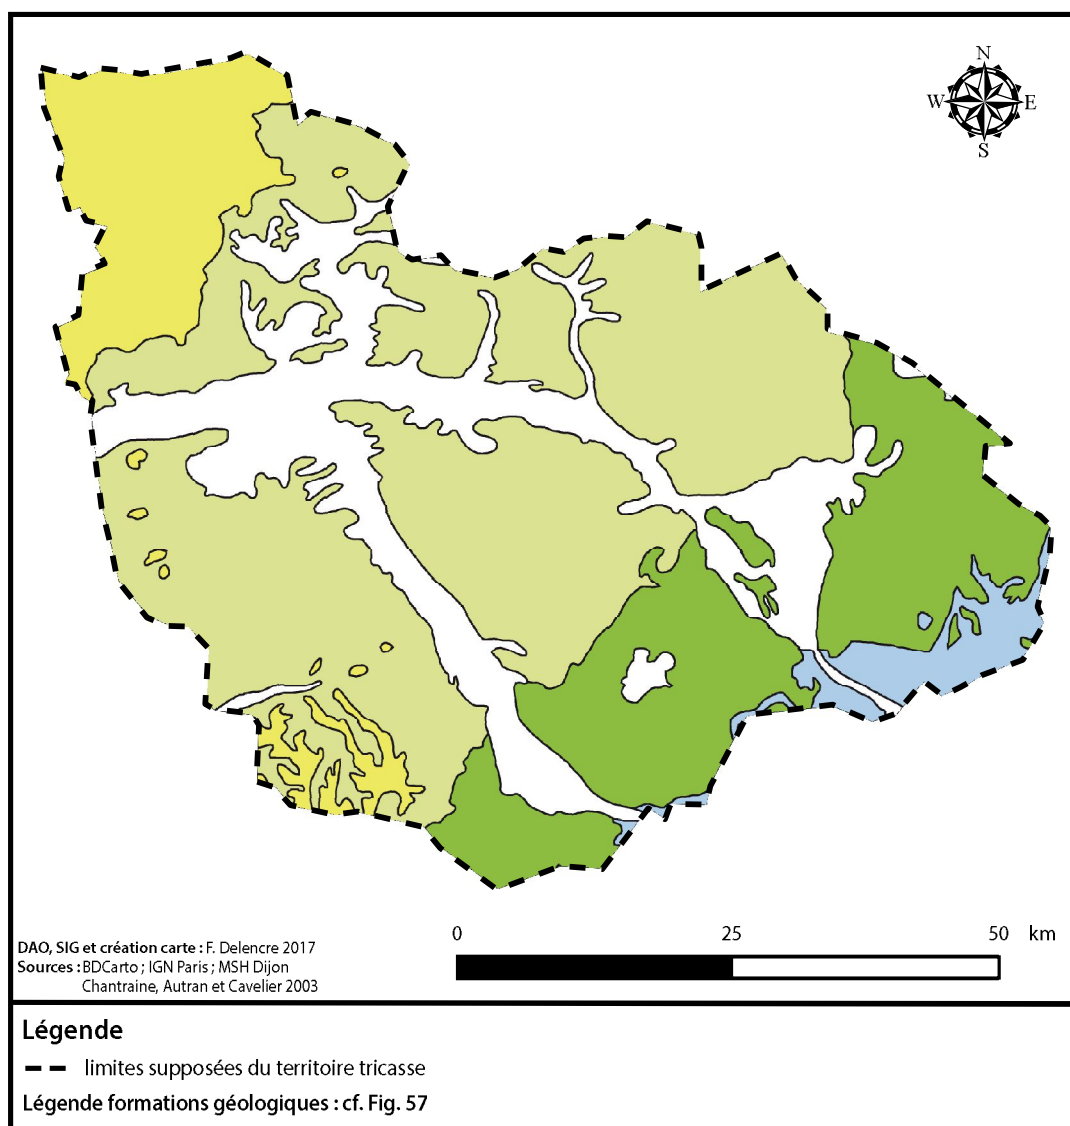 N
W E
S
DAO, SIG et création carte : F. Delencre 2017
Sources : BDCarto ; IGN Paris ; MSH Dijon
Chantraine, Autran et Cavelier 2003
0 25 50 km
Légende
limites supposées du territoire tricasse
Légende formations géologiques : cf. Fig. 57